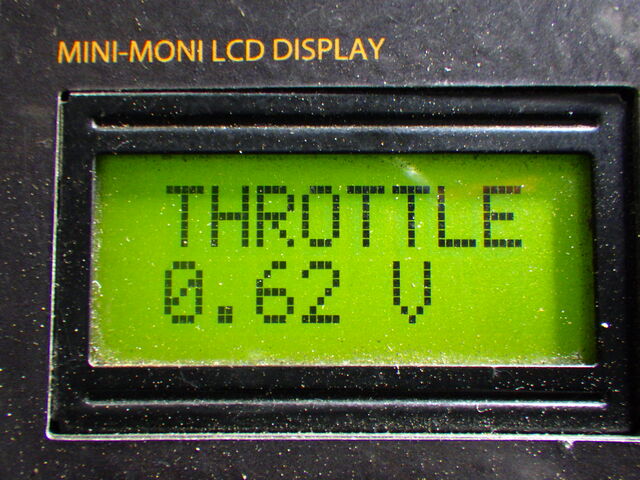 MINI-MONI LCD DISPLAY
THROTTLE
0.62 V